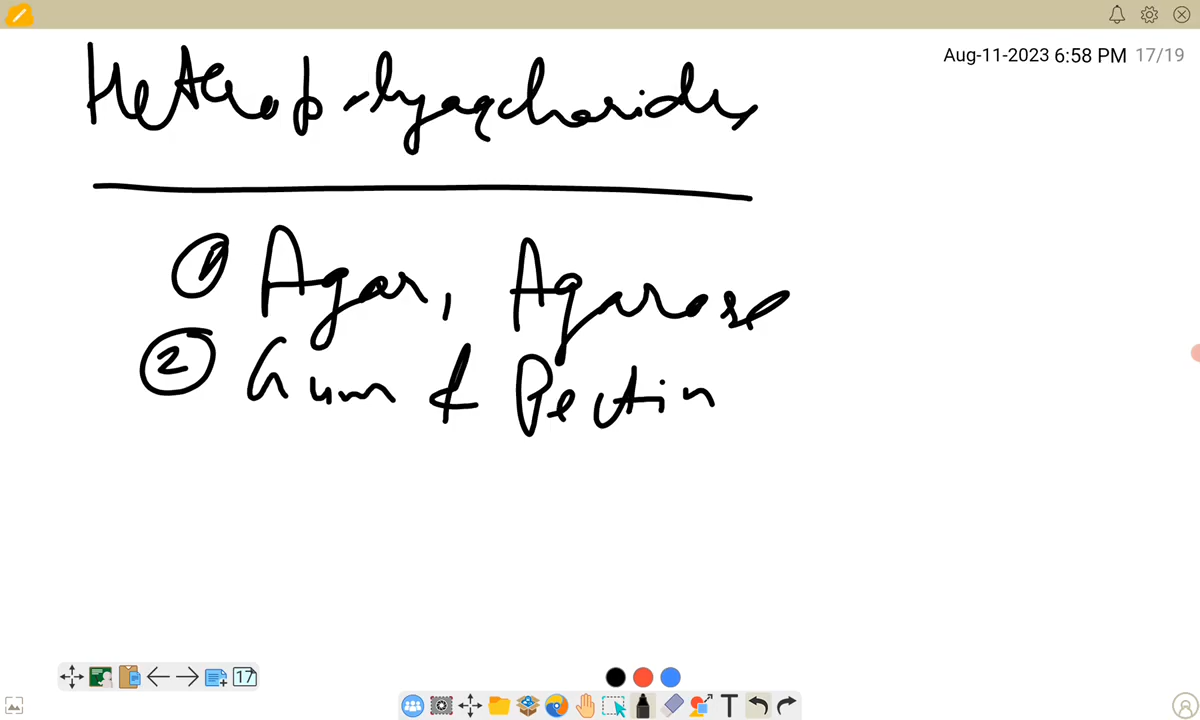 Aug-11-2023 6:58 PM 17/19
Heteropolysaccharides
① Agar, Agarose
② Gum & Pectin
17
T